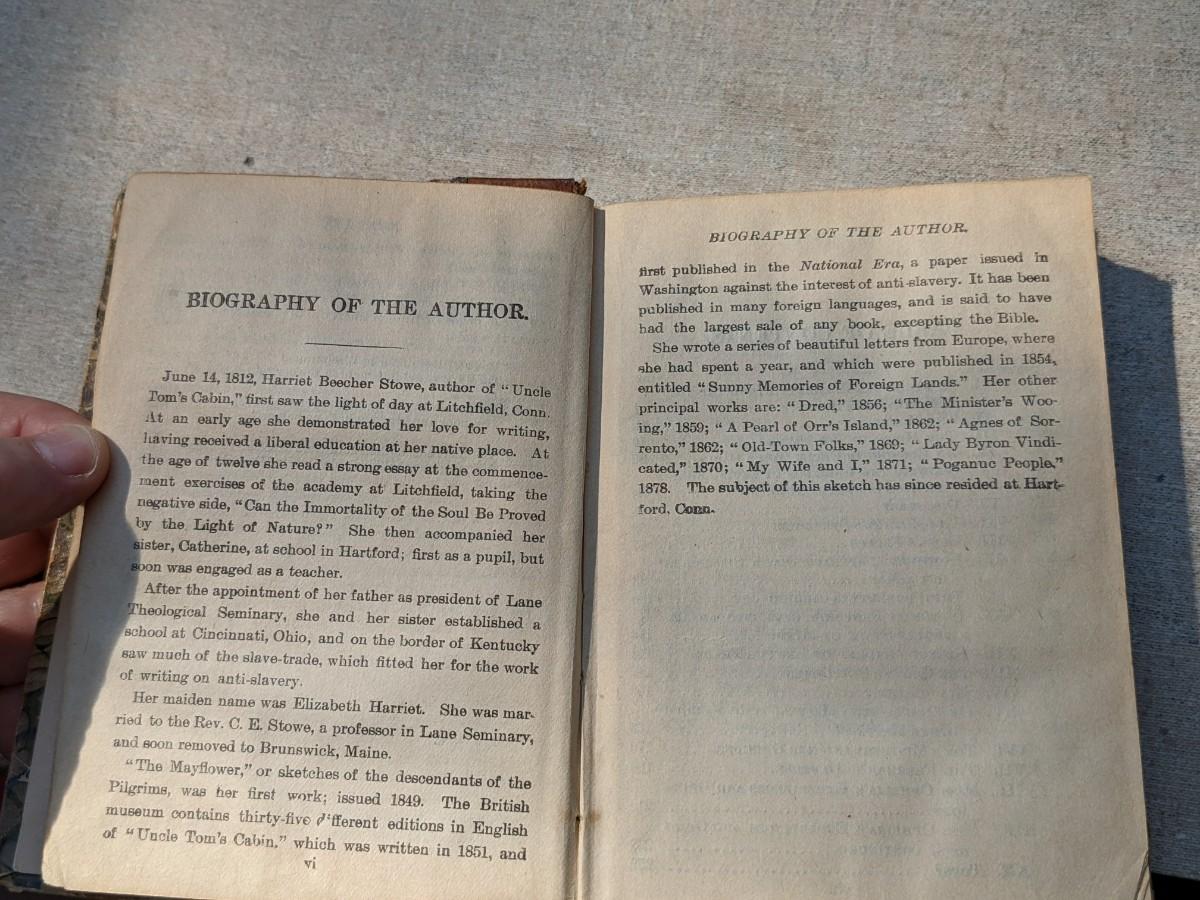 BIOGRAPHY OF THE AUTHOR.
June 14, 1812, Harriet Beecher Stowe, author of “Uncle
Tom’s Cabin,” first saw the light of day at Litchfield, Conn.
At an early age she demonstrated her love for writing,
having received a liberal education at her native place. At
the age of twelve she read a strong essay at the commence-
ment exercises of the academy at Litchfield, taking the
negative side, “Can the Immortality of the Soul Be Proved
by the Light of Nature?” She then accompanied her
sister, Catherine, at school in Hartford; first as a pupil, but
soon was engaged as a teacher.
After the appointment of her father as president of Lane
Theological Seminary, she and her sister established a
school at Cincinnati, Ohio, and on the border of Kentucky
saw much of the slave-trade, which fitted her for the work
of writing on anti-slavery.
Her maiden name was Elizabeth Harriet. She was mar-
ried to the Rev. C. E. Stowe, a professor in Lane Seminary,
and soon removed to Brunswick, Maine.
“The Mayflower,” or sketches of the descendants of the
Pilgrims, was her first work; issued 1849. The British
museum contains thirty-five different editions in English
of “Uncle Tom’s Cabin,” which was written in 1851, and
vi
BIOGRAPHY OF THE AUTHOR.
first published in the National Era, a paper issued in
Washington against the interest of anti-slavery. It has been
published in many foreign languages, and is said to have
had the largest sale of any book, excepting the Bible.
She wrote a series of beautiful letters from Europe, where
she had spent a year, and which were published in 1854,
entitled “Sunny Memories of Foreign Lands.” Her other
principal works are: “Dred,” 1856; “The Minister’s Woo-
ing,” 1859; “A Pearl of Orr’s Island,” 1862; “Agnes of Sor-
rento,” 1862; “Old-Town Folks,” 1869; “Lady Byron Vindi-
cated,” 1870; “My Wife and I,” 1871; “Poganuc People,”
1878. The subject of this sketch has since resided at Hart-
ford, Conn.